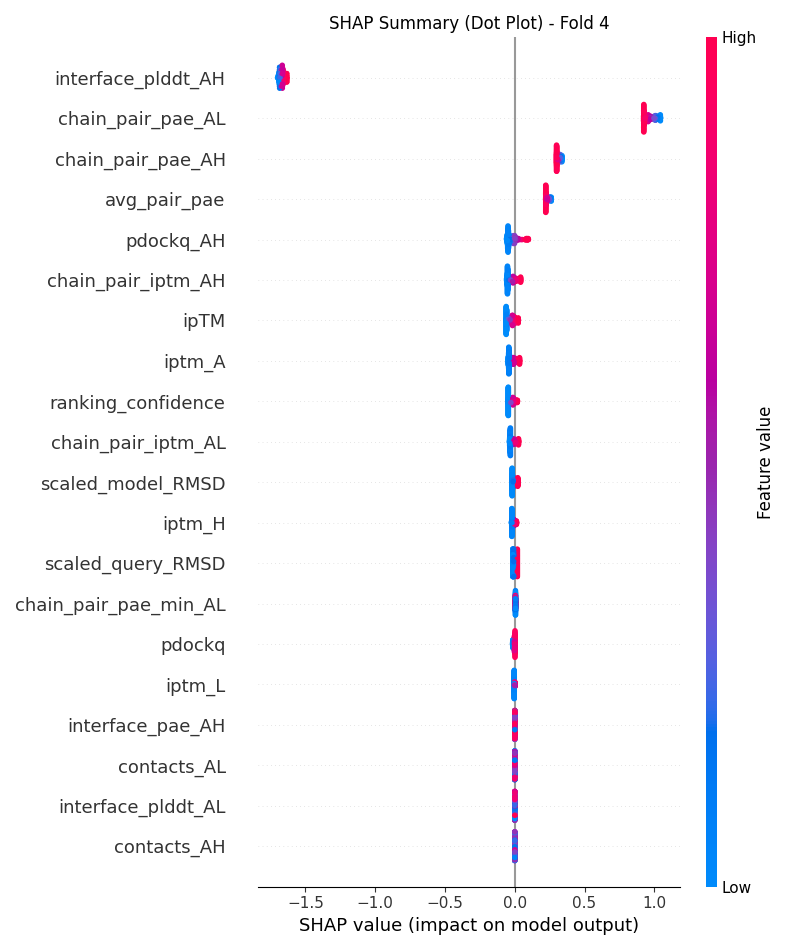 SHAP Summary (Dot Plot) - Fold 4
interface_plddt_AH
chain_pair_pae_AL
chain_pair_pae_AH
avg_pair_pae
pdockq_AH
chain_pair_iptm_AH
ipTM
iptm_A
ranking_confidence
chain_pair_iptm_AL
scaled_model_RMSD
iptm_H
scaled_query_RMSD
chain_pair_pae_min_AL
pdockq
iptm_L
interface_pae_AH
contacts_AL
interface_plddt_AL
contacts_AH
−1.5 −1.0 −0.5 0.0 0.5 1.0
SHAP value (impact on model output)
High
Feature value
Low